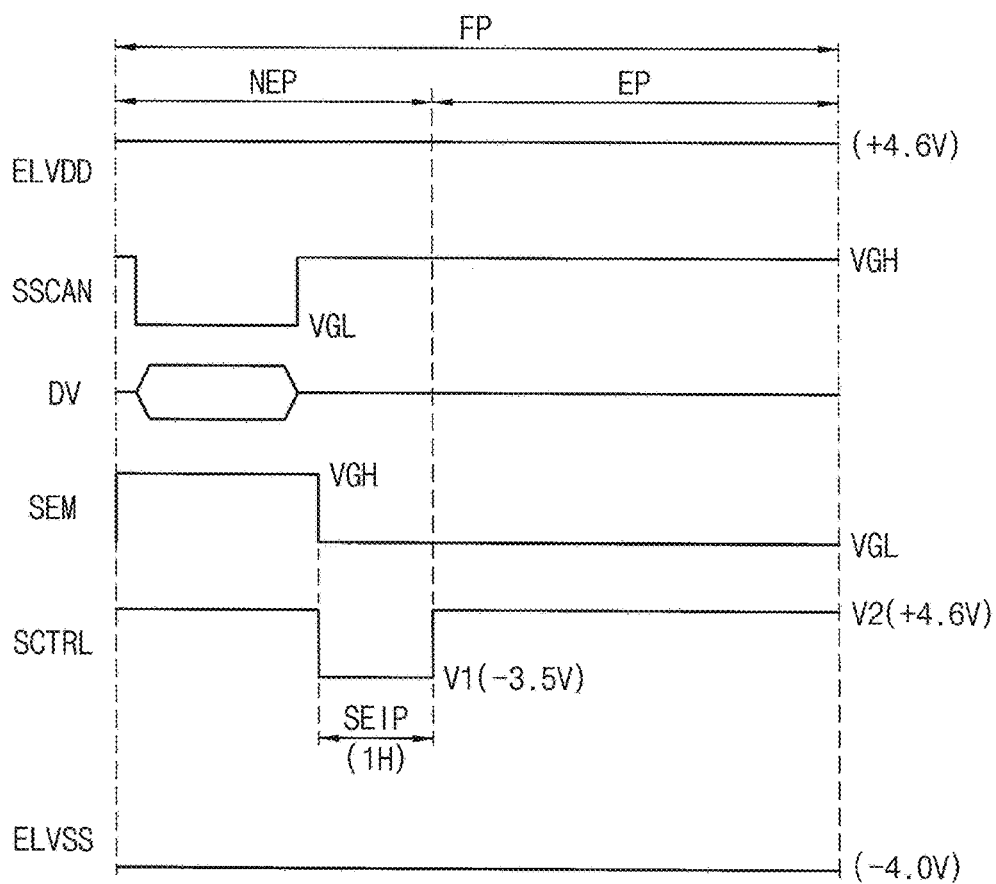 FP
NEP
EP
ELVDD
(+4.6V)
SSCAN
VGH
VGL
DV
SEM
VGH
VGL
SCTRL
V2(+4.6V)
V1(-3.5V)
SEIP
(1H)
ELVSS
(-4.0V)